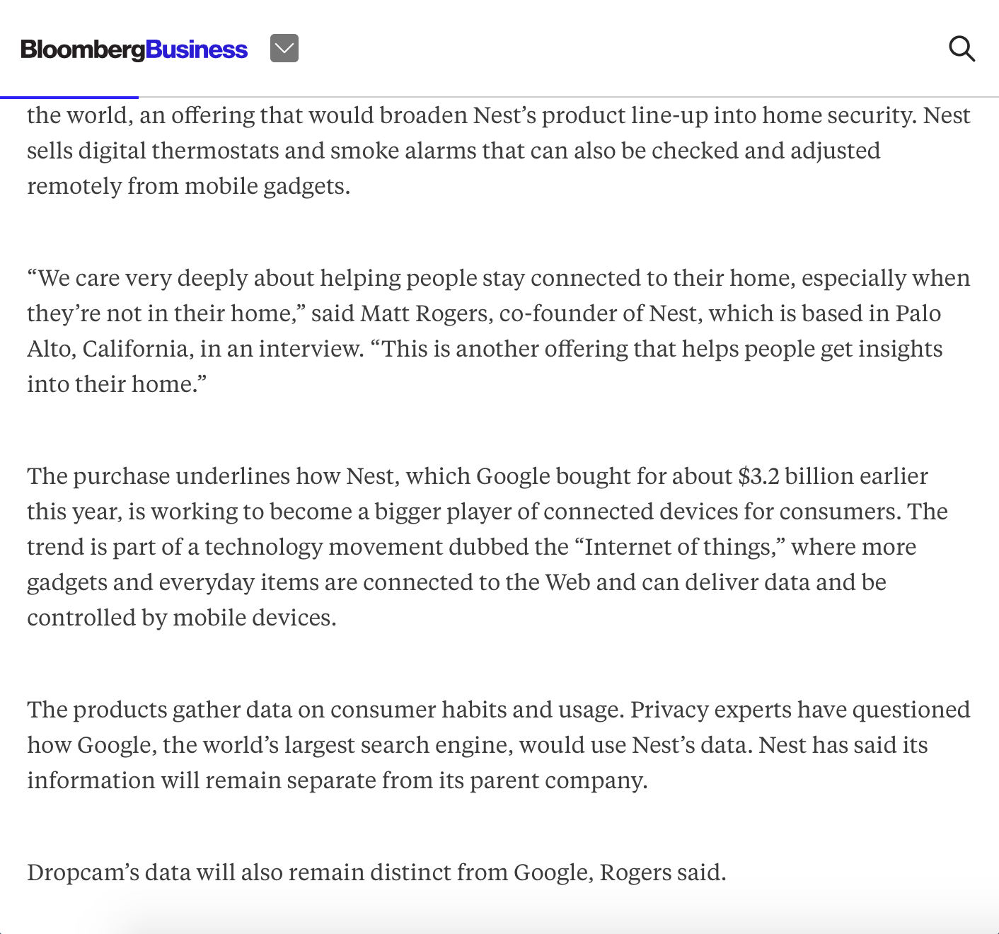 BloombergBusiness
the world, an offering that would broaden Nest’s product line-up into home security. Nest
sells digital thermostats and smoke alarms that can also be checked and adjusted
remotely from mobile gadgets.
“We care very deeply about helping people stay connected to their home, especially when
they’re not in their home,” said Matt Rogers, co-founder of Nest, which is based in Palo
Alto, California, in an interview. “This is another offering that helps people get insights
into their home.”
The purchase underlines how Nest, which Google bought for about $3.2 billion earlier
this year, is working to become a bigger player of connected devices for consumers. The
trend is part of a technology movement dubbed the “Internet of things,” where more
gadgets and everyday items are connected to the Web and can deliver data and be
controlled by mobile devices.
The products gather data on consumer habits and usage. Privacy experts have questioned
how Google, the world’s largest search engine, would use Nest’s data. Nest has said its
information will remain separate from its parent company.
Dropcam’s data will also remain distinct from Google, Rogers said.